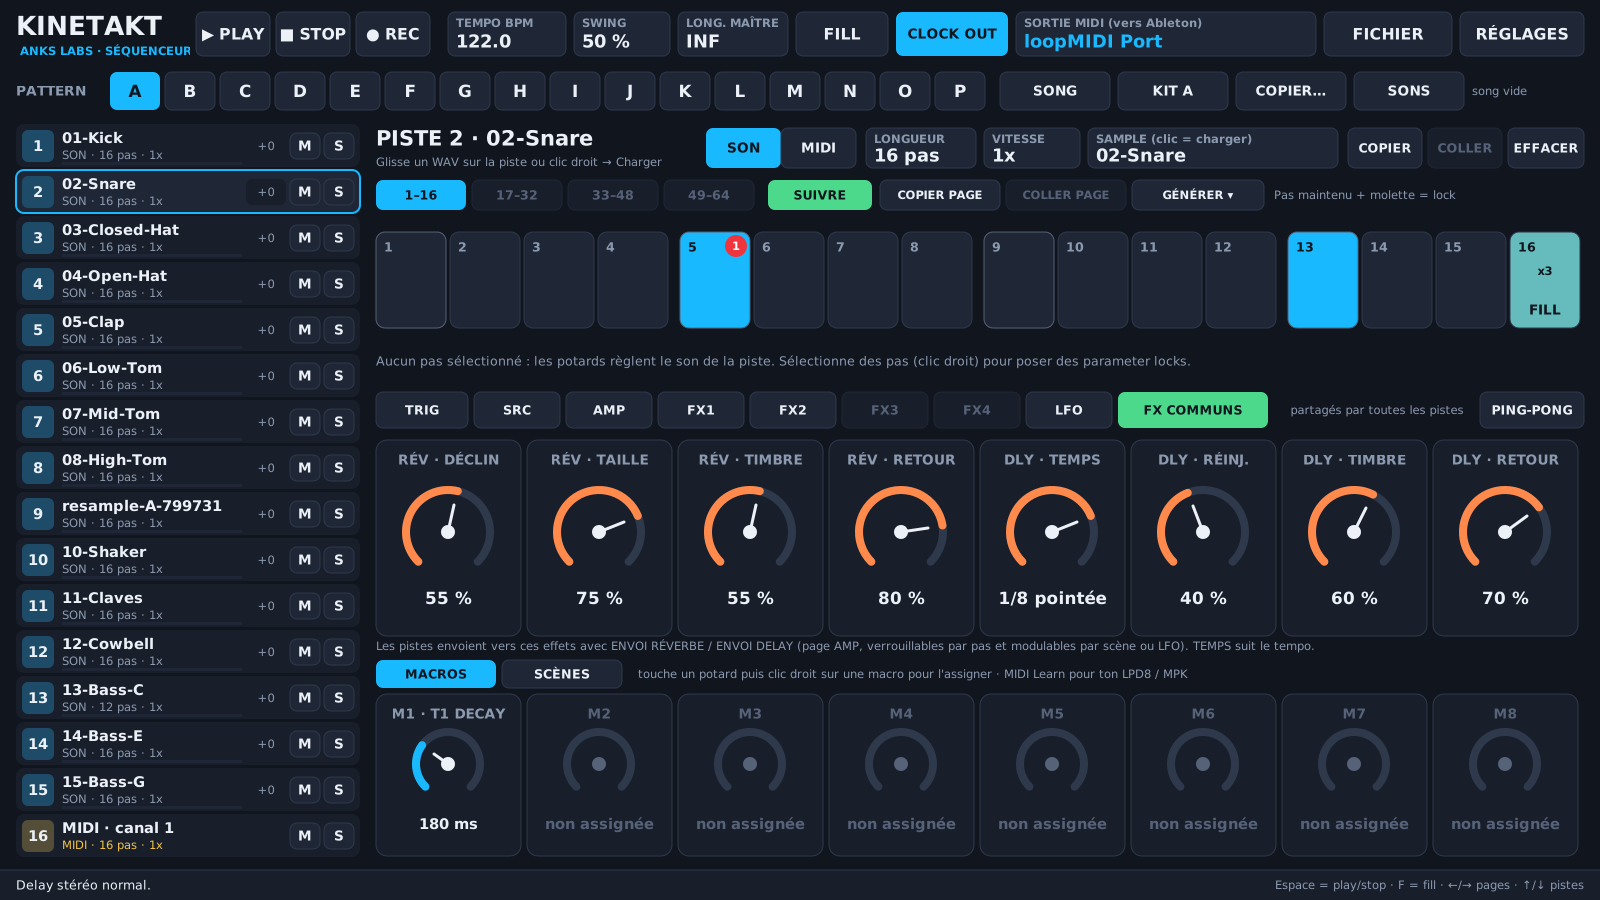 KINETAKT
ANKS LABS · SÉQUENCEUR
▶ PLAY
■ STOP
● REC
TEMPO BPM
122.0
SWING
50 %
LONG. MAÎTRE
INF
FILL
CLOCK OUT
SORTIE MIDI (vers Ableton)
loopMIDI Port
FICHIER
RÉGLAGES
PATTERN
A B C D E F G H I J K L M N O P
SONG
KIT A
COPIER...
SONS
song vide
1 01-Kick +0 M S
SON · 16 pas · 1x
2 02-Snare +0 M S
SON · 16 pas · 1x
3 03-Closed-Hat +0 M S
SON · 16 pas · 1x
4 04-Open-Hat +0 M S
SON · 16 pas · 1x
5 05-Clap +0 M S
SON · 16 pas · 1x
6 06-Low-Tom +0 M S
SON · 16 pas · 1x
7 07-Mid-Tom +0 M S
SON · 16 pas · 1x
8 08-High-Tom +0 M S
SON · 16 pas · 1x
9 resample-A-799731 +0 M S
SON · 16 pas · 1x
10 10-Shaker +0 M S
SON · 16 pas · 1x
11 11-Claves +0 M S
SON · 16 pas · 1x
12 12-Cowbell +0 M S
SON · 16 pas · 1x
13 13-Bass-C +0 M S
SON · 12 pas · 1x
14 14-Bass-E +0 M S
SON · 16 pas · 1x
15 15-Bass-G +0 M S
SON · 16 pas · 1x
16 MIDI · canal 1 M S
MIDI · 16 pas · 1x
PISTE 2 · 02-Snare
Glisse un WAV sur la piste ou clic droit → Charger
SON
MIDI
LONGUEUR
16 pas
VITESSE
1x
SAMPLE (clic = charger)
02-Snare
COPIER
COLLER
EFFACER
1–16
17–32
33–48
49–64
SUIVRE
COPIER PAGE
COLLER PAGE
GÉNÉRER ▾
Pas maintenu + molette = lock
1 2 3 4 5 1 6 7 8 9 10 11 12 13 14 15 16
x3
FILL
Aucun pas sélectionné : les potards règlent le son de la piste. Sélectionne des pas (clic droit) pour poser des parameter locks.
TRIG
SRC
AMP
FX1
FX2
FX3
FX4
LFO
FX COMMUNS
partagés par toutes les pistes
PING-PONG
RÉV · DÉCLIN
55 %
RÉV · TAILLE
75 %
RÉV · TIMBRE
55 %
RÉV · RETOUR
80 %
DLY · TEMPS
1/8 pointée
DLY · RÉINJ.
40 %
DLY · TIMBRE
60 %
DLY · RETOUR
70 %
Les pistes envoient vers ces effets avec ENVOI RÉVERBE / ENVOI DELAY (page AMP, verrouillables par pas et modulables par scène ou LFO). TEMPS suit le tempo.
MACROS
SCÈNES
touche un potard puis clic droit sur une macro pour l'assigner · MIDI Learn pour ton LPD8 / MPK
M1 · T1 DECAY
180 ms
M2
non assignée
M3
non assignée
M4
non assignée
M5
non assignée
M6
non assignée
M7
non assignée
M8
non assignée
Delay stéréo normal.
Espace = play/stop · F = fill · ←/→ pages · ↑/↓ pistes